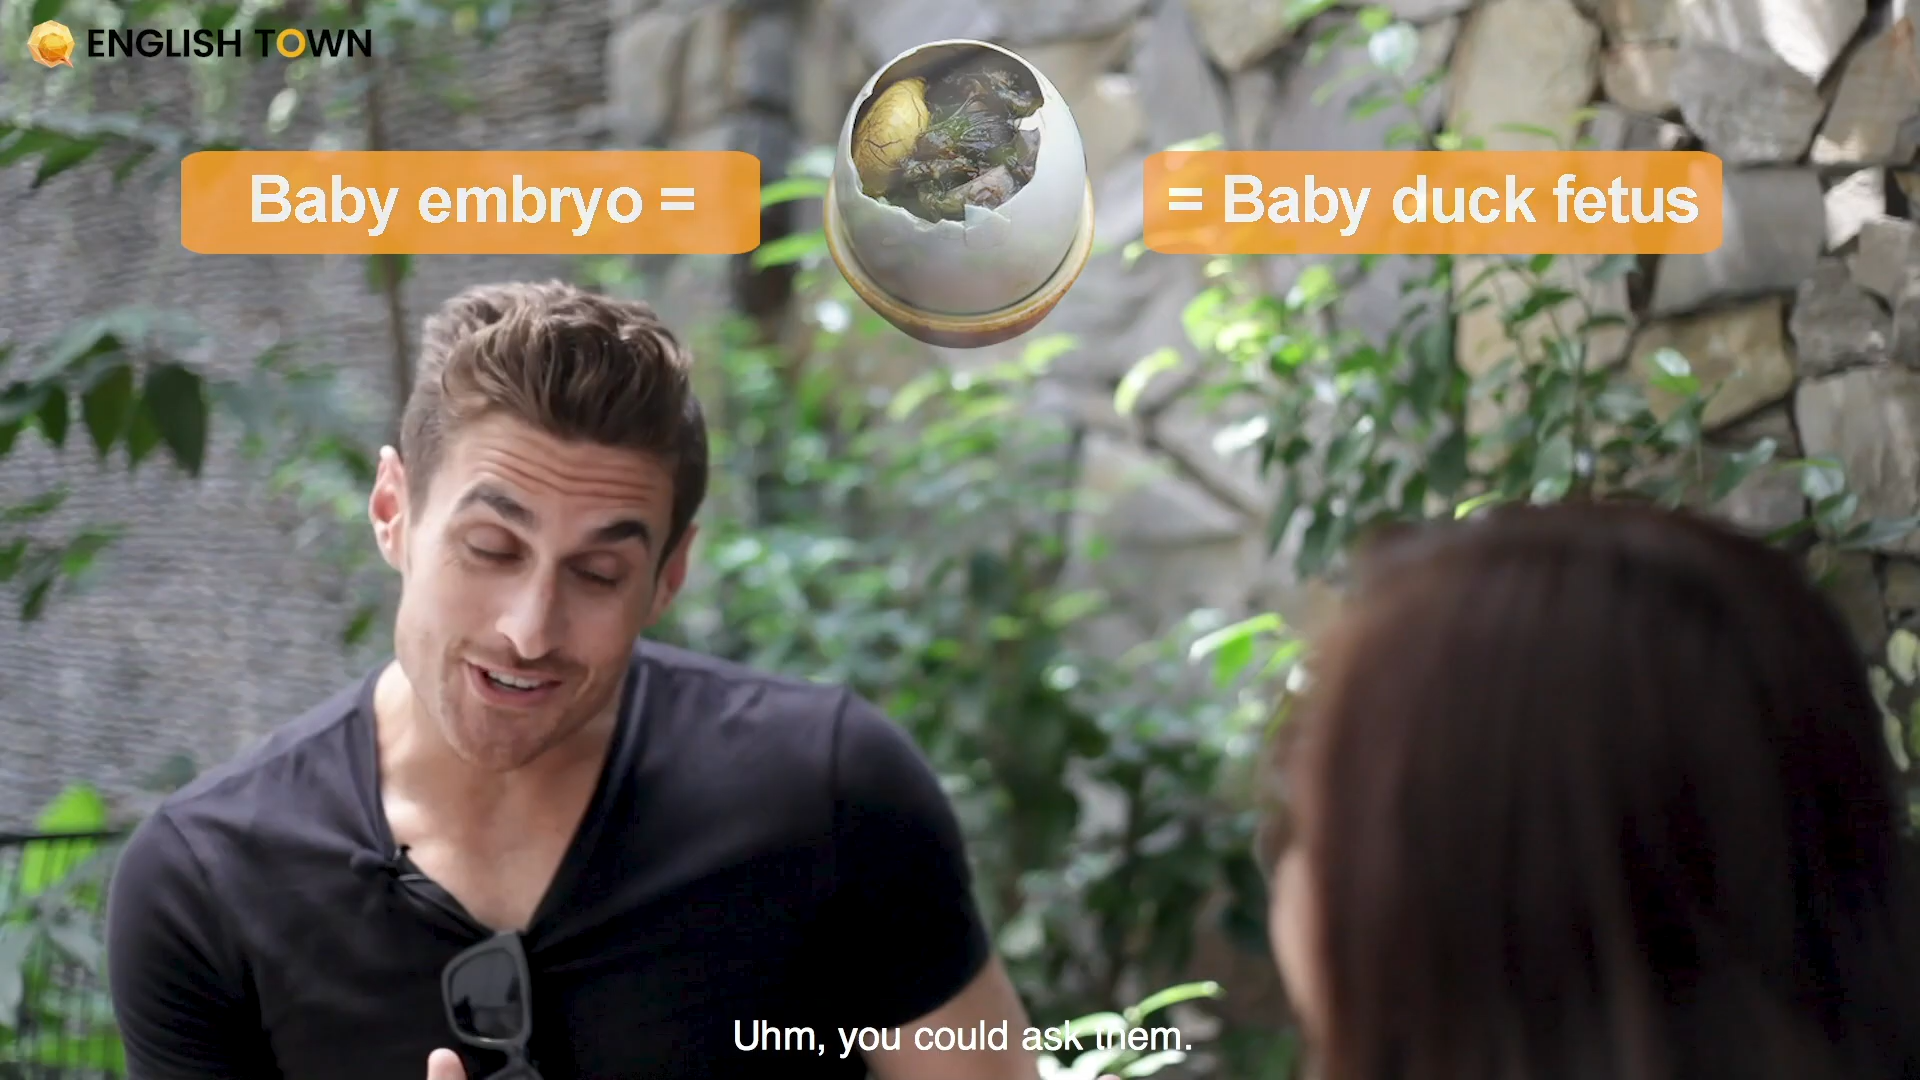 ENGLISH TOWN
Baby embryo =
= Baby duck fetus
Uhm, you could ask them.